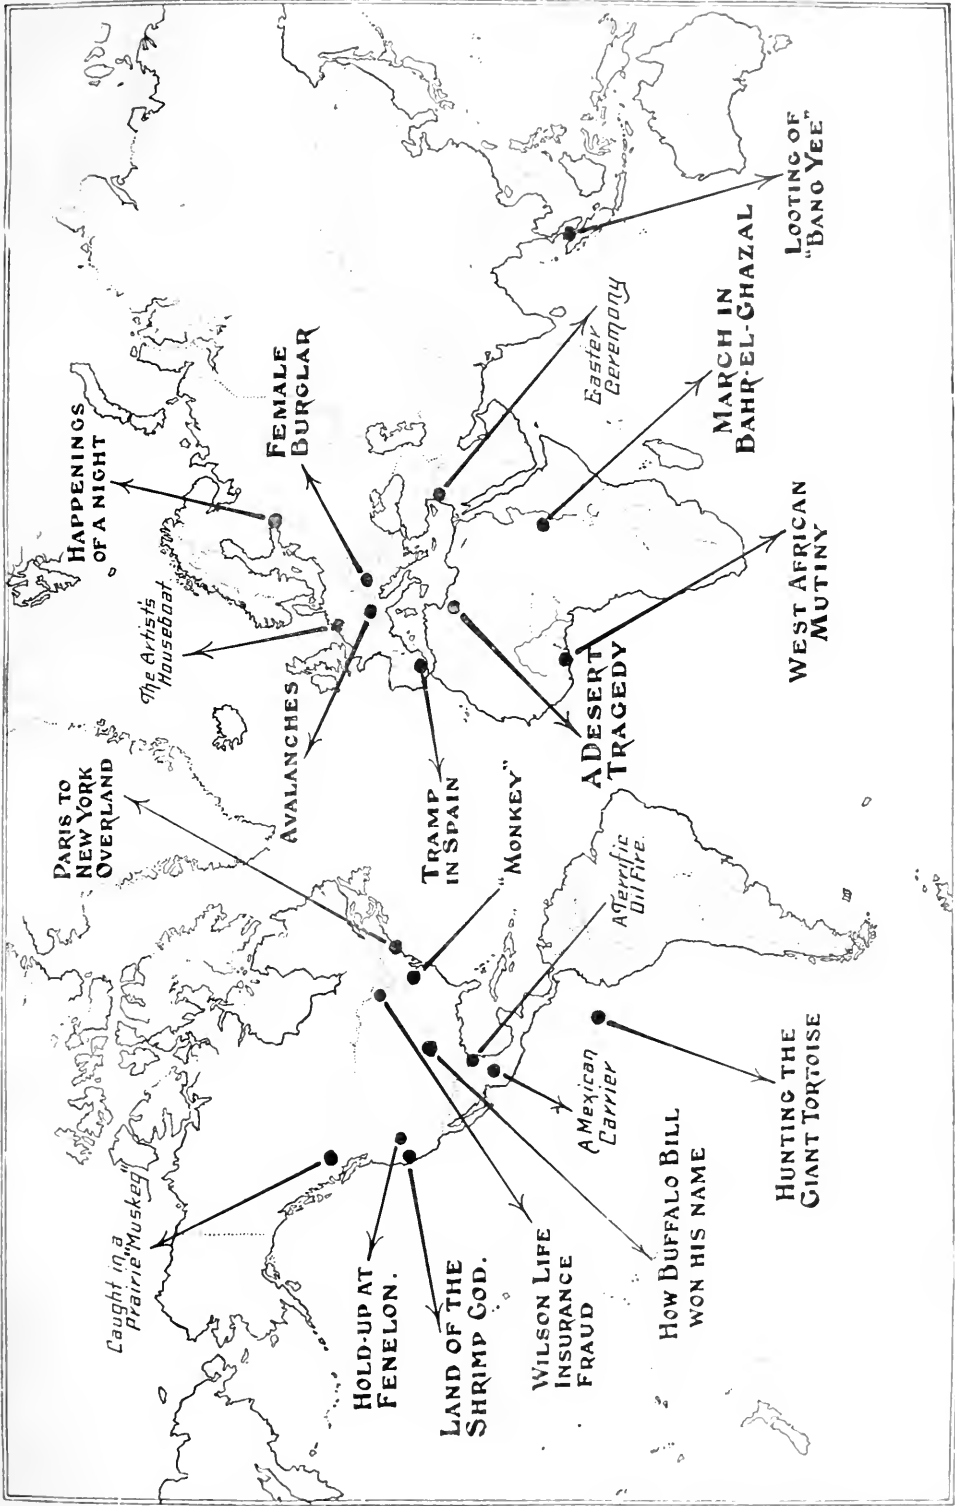 Caught in a
Prairie "Muskeg"
PARIS TO
NEW YORK
OVERLAND
The Artist's
Houseboat
HAPPENINGS
OF A NIGHT
FEMALE
BURGLAR
AVALANCHES
HOLD-UP AT
FENELON.
LAND OF THE
SHRIMP GOD.
TRAMP
IN SPAIN
"MONKEY"
WILSON LIFE
INSURANCE
FRAUD
A Mexican
Carrier
A Terrific
Oil Fire.
A DESERT
TRAGEDY
Easter
Ceremony
HOW BUFFALO BILL
WON HIS NAME
MARCH IN
BAHR-EL-GHAZAL
HUNTING THE
GIANT TORTOISE
WEST AFRICAN
MUTINY
LOOTING OF
"BANG YEE"